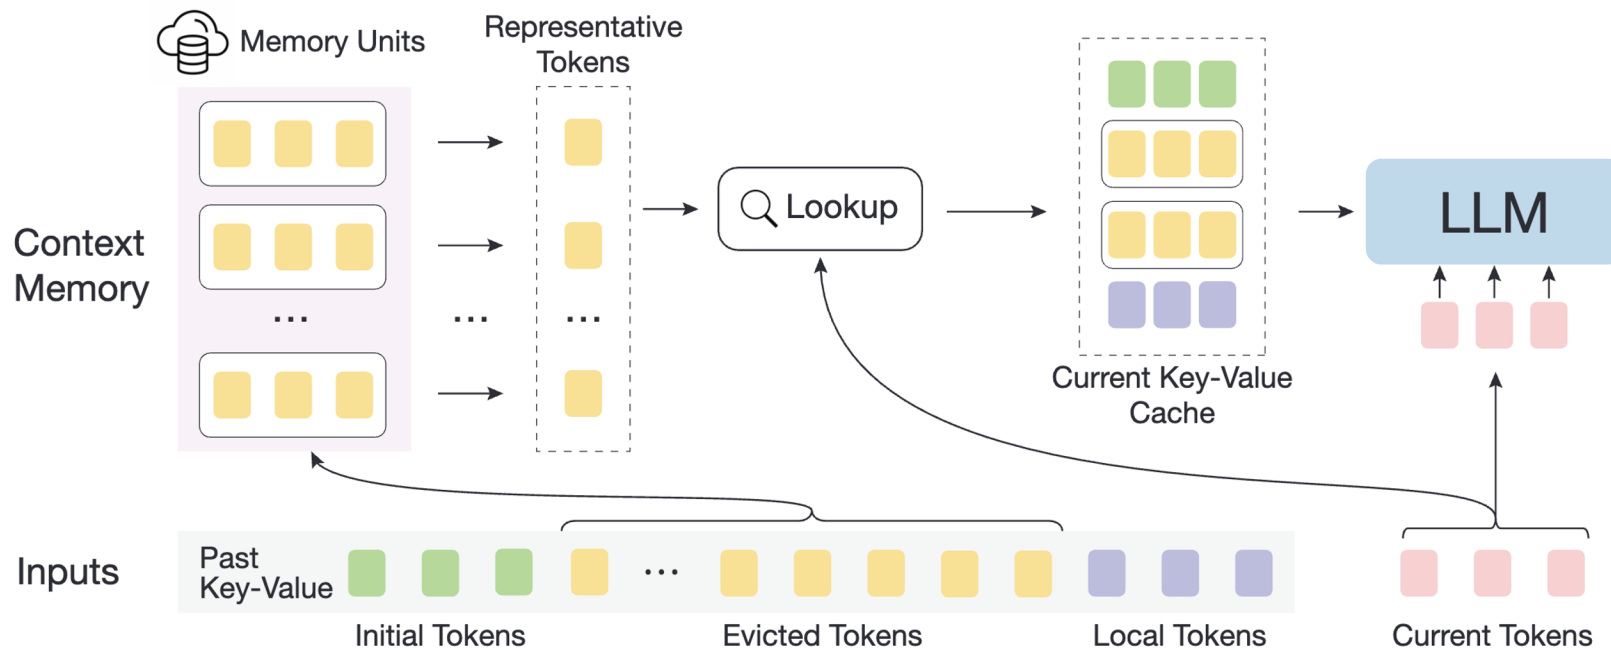 Memory Units
Representative
Tokens
Context
Memory
...
...
...
Lookup
LLM
Current Key-Value
Cache
Inputs
Past
Key-Value
...
Initial Tokens
Evicted Tokens
Local Tokens
Current Tokens